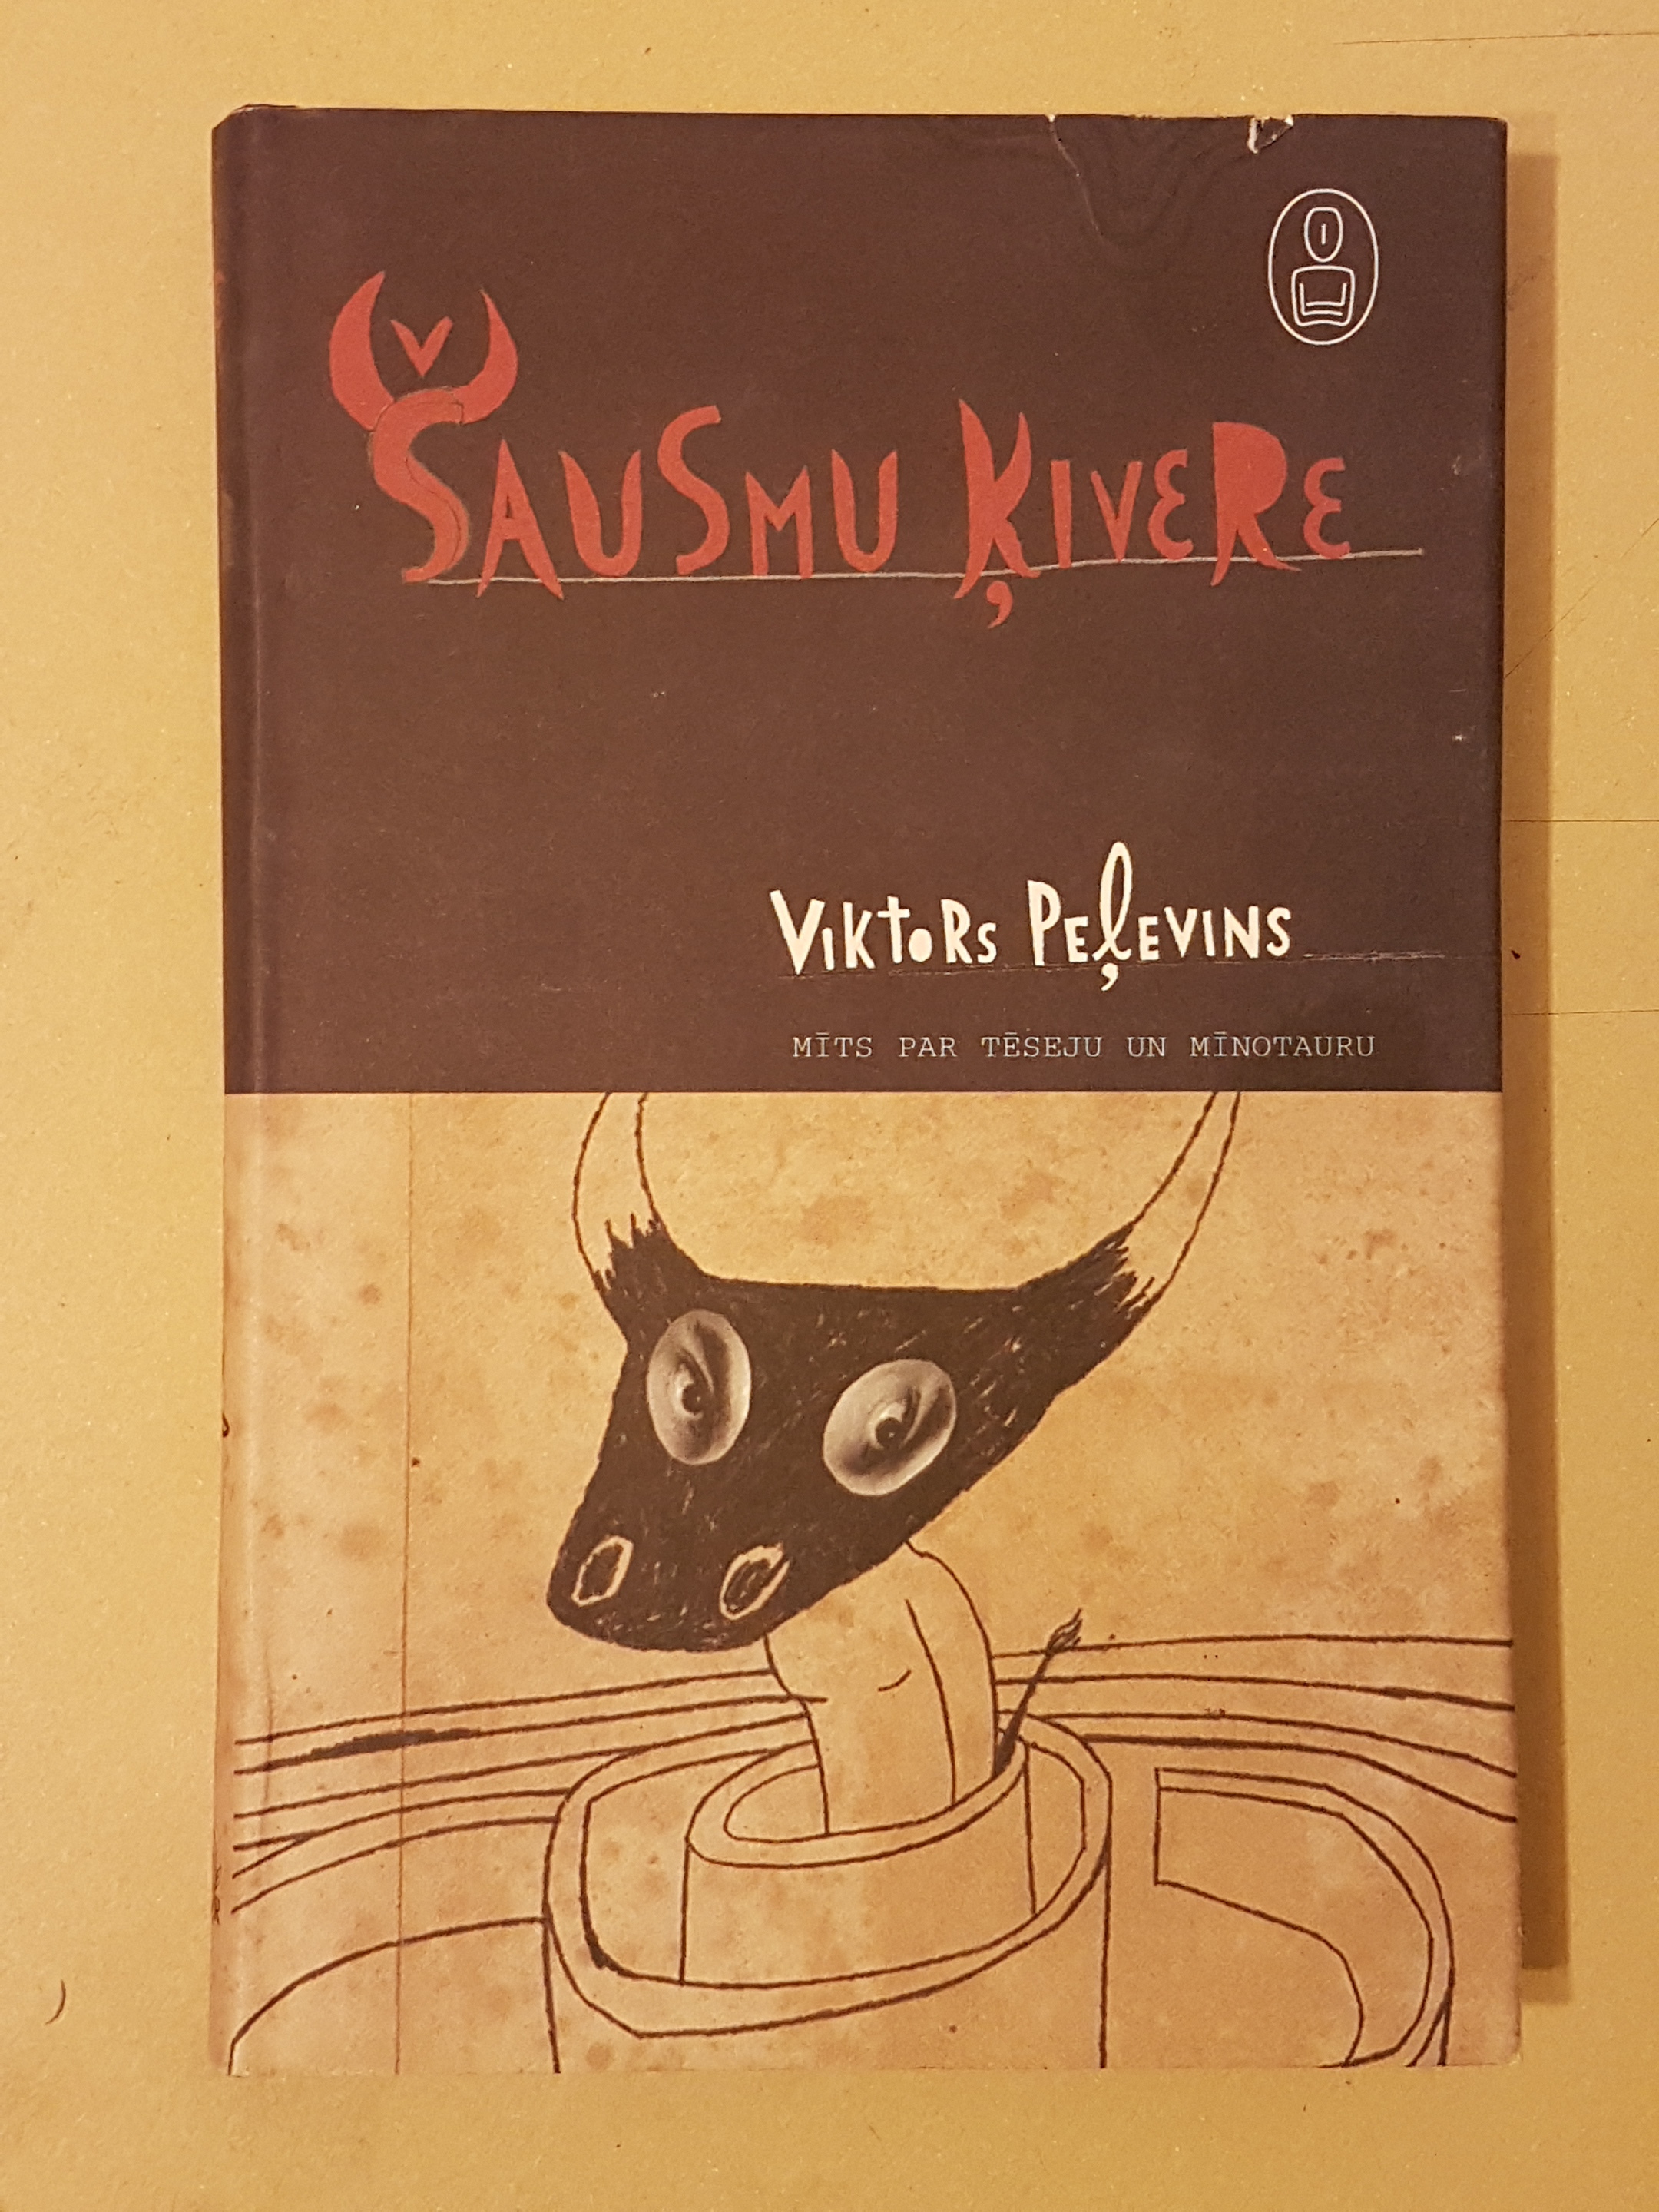 ŠAUSMU ĶIVERE
VIKTORS PEĻEVINS
MĪTS PAR TĒSEJU UN MĪNOTAURU